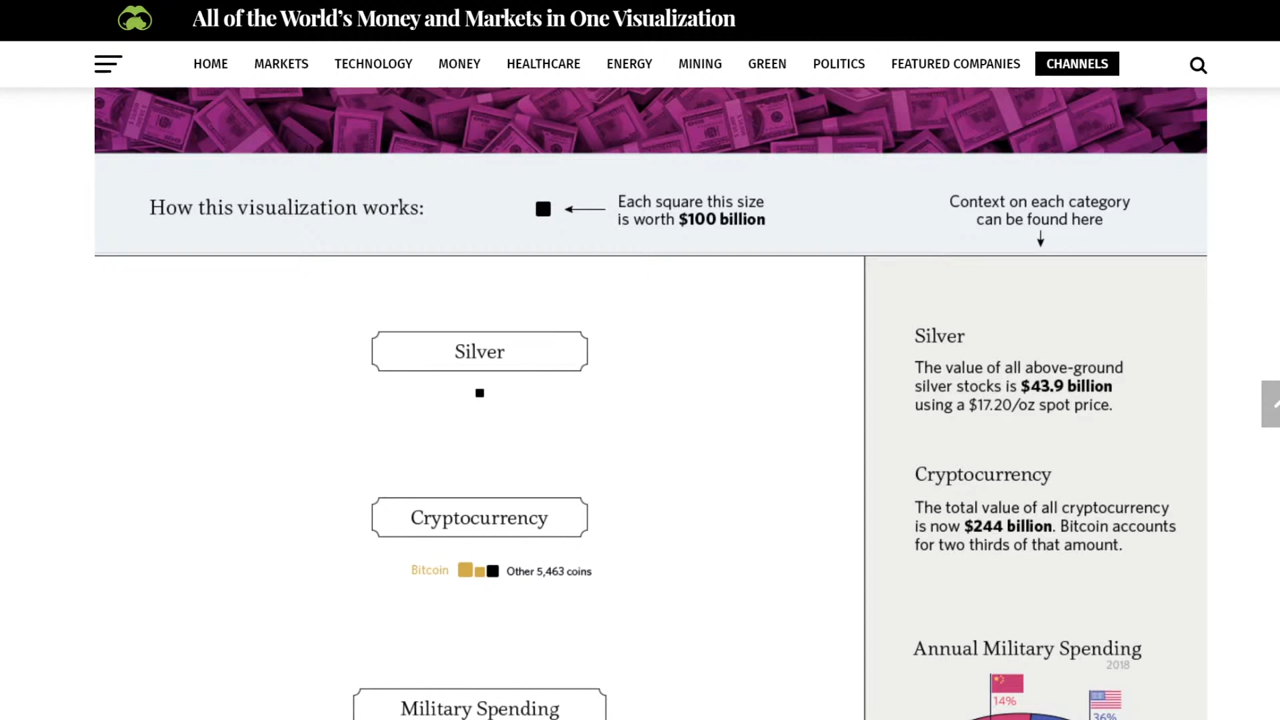 All of the World's Money and Markets in One Visualization
HOME MARKETS TECHNOLOGY MONEY HEALTHCARE ENERGY MINING GREEN POLITICS FEATURED COMPANIES CHANNELS
How this visualization works:
Each square this size
is worth $100 billion
Context on each category
can be found here
Silver
Silver
The value of all above-ground
silver stocks is $43.9 billion
using a $17.20/oz spot price.
Cryptocurrency
Bitcoin
Other 5,463 coins
Cryptocurrency
The total value of all cryptocurrency
is now $244 billion. Bitcoin accounts
for two thirds of that amount.
Military Spending
Annual Military Spending
2018
14%
36%